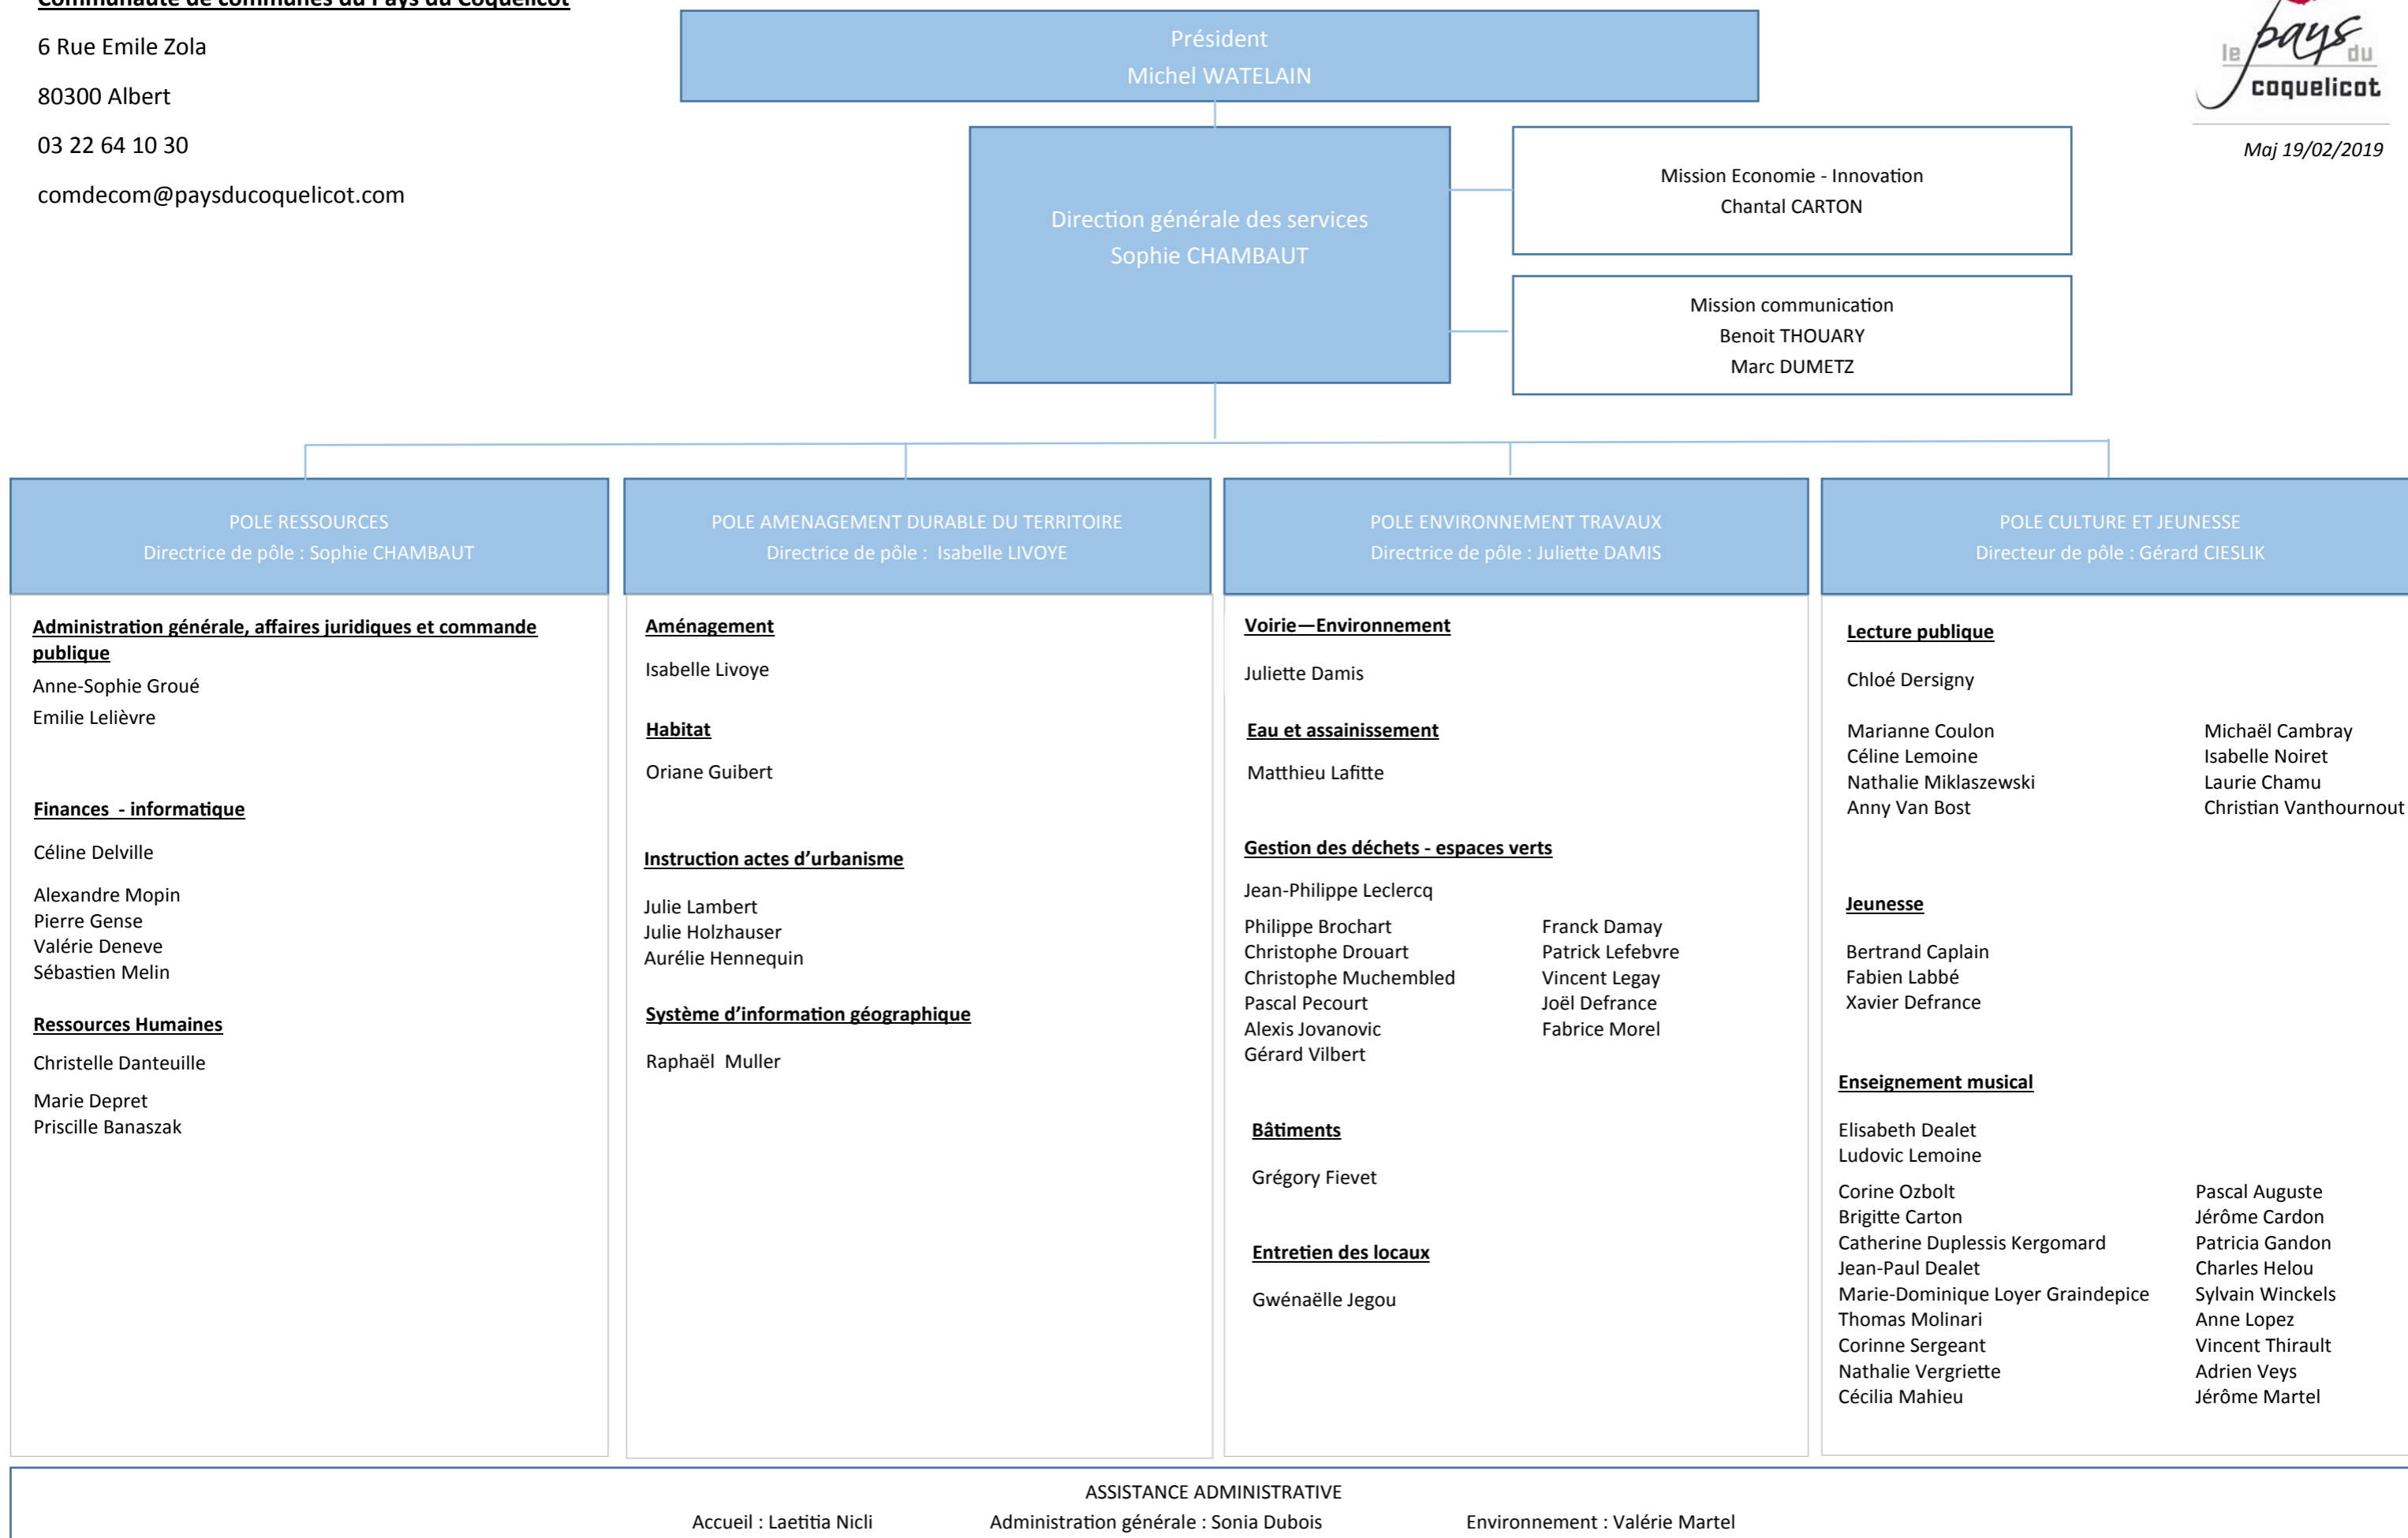 Communauté de communes du Pays du Coquelicot
6 Rue Emile Zola
80300 Albert
03 22 64 10 30
comdecom@paysducoquelicot.com
Président
Michel WATELAIN
le pays du
coquelicot
Maj 19/02/2019
Direction générale des services
Sophie CHAMBAUT
Mission Economie - Innovation
Chantal CARTON
Mission communication
Benoit THOUARY
Marc DUMETZ
POLE RESSOURCES
Directrice de pôle : Sophie CHAMBAUT
Administration générale, affaires juridiques et commande
publique
Anne-Sophie Groué
Emilie Lelièvre
Finances  - informatique
Céline Delville
Alexandre Mopin
Pierre Gense
Valérie Deneve
Sébastien Melin
Ressources Humaines
Christelle Danteuille
Marie Depret
Priscille Banaszak
POLE AMENAGEMENT DURABLE DU TERRITOIRE
Directrice de pôle :  Isabelle LIVOYE
Aménagement
Isabelle Livoye
Habitat
Oriane Guibert
Instruction actes d’urbanisme
Julie Lambert
Julie Holzhauser
Aurélie Hennequin
Système d’information géographique
Raphaël  Muller
POLE ENVIRONNEMENT TRAVAUX
Directrice de pôle : Juliette DAMIS
Voirie—Environnement
Juliette Damis
Eau et assainissement
Matthieu Lafitte
Gestion des déchets - espaces verts
Jean-Philippe Leclercq
Philippe Brochart
Christophe Drouart
Christophe Muchembled
Pascal Pecourt
Alexis Jovanovic
Gérard Vilbert
Franck Damay
Patrick Lefebvre
Vincent Legay
Joël Defrance
Fabrice Morel
Bâtiments
Grégory Fievet
Entretien des locaux
Gwénaëlle Jegou
POLE CULTURE ET JEUNESSE
Directeur de pôle : Gérard CIESLIK
Lecture publique
Chloé Dersigny
Marianne Coulon
Céline Lemoine
Nathalie Miklaszewski
Anny Van Bost
Michaël Cambray
Isabelle Noiret
Laurie Chamu
Christian Vanthournout
Jeunesse
Bertrand Caplain
Fabien Labbé
Xavier Defrance
Enseignement musical
Elisabeth Dealet
Ludovic Lemoine
Corine Ozbolt
Brigitte Carton
Catherine Duplessis Kergomard
Jean-Paul Dealet
Marie-Dominique Loyer Graindepice
Thomas Molinari
Corinne Sergeant
Nathalie Vergriette
Cécilia Mahieu
Pascal Auguste
Jérôme Cardon
Patricia Gandon
Charles Helou
Sylvain Winckels
Anne Lopez
Vincent Thirault
Adrien Veys
Jérôme Martel
ASSISTANCE ADMINISTRATIVE
Accueil : Laetitia Nicli Administration générale : Sonia Dubois Environnement : Valérie Martel